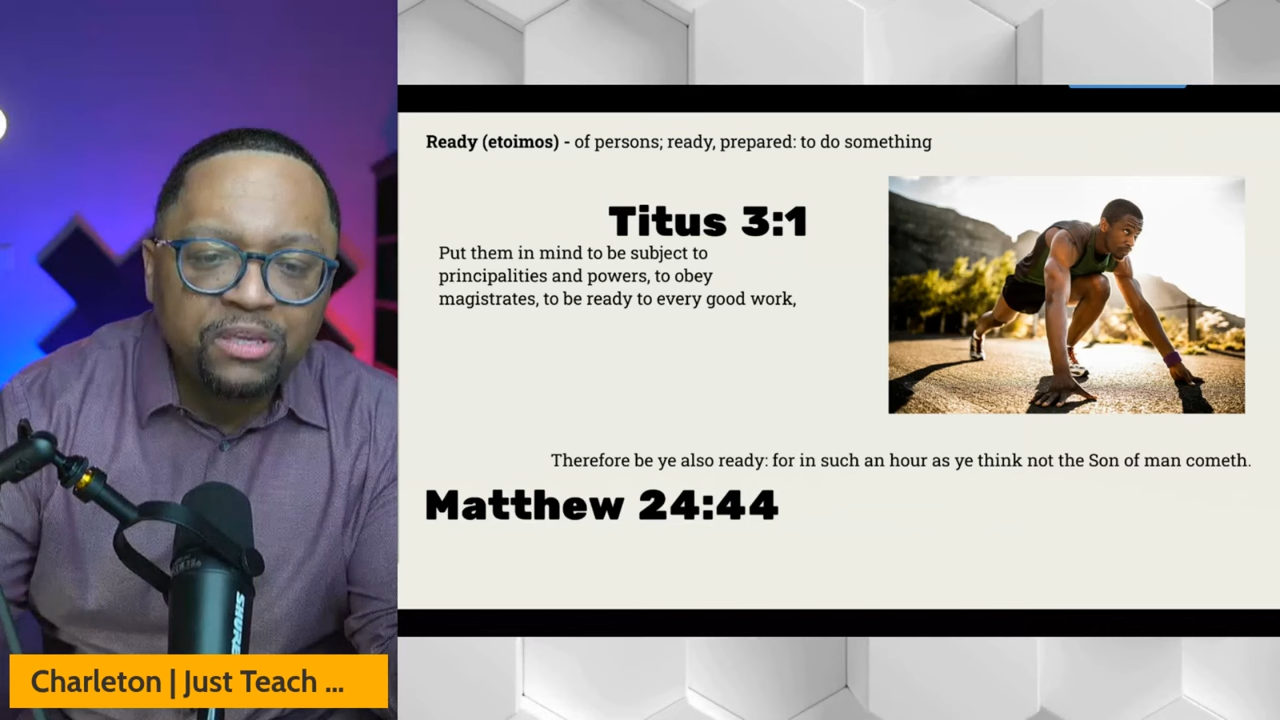 Ready (etoimos) - of persons; ready, prepared: to do something
Titus 3:1
Put them in mind to be subject to
principalities and powers, to obey
magistrates, to be ready to every good work,
Therefore be ye also ready: for in such an hour as ye think not the Son of man cometh.
Matthew 24:44
SHURE
Charleton | Just Teach ...